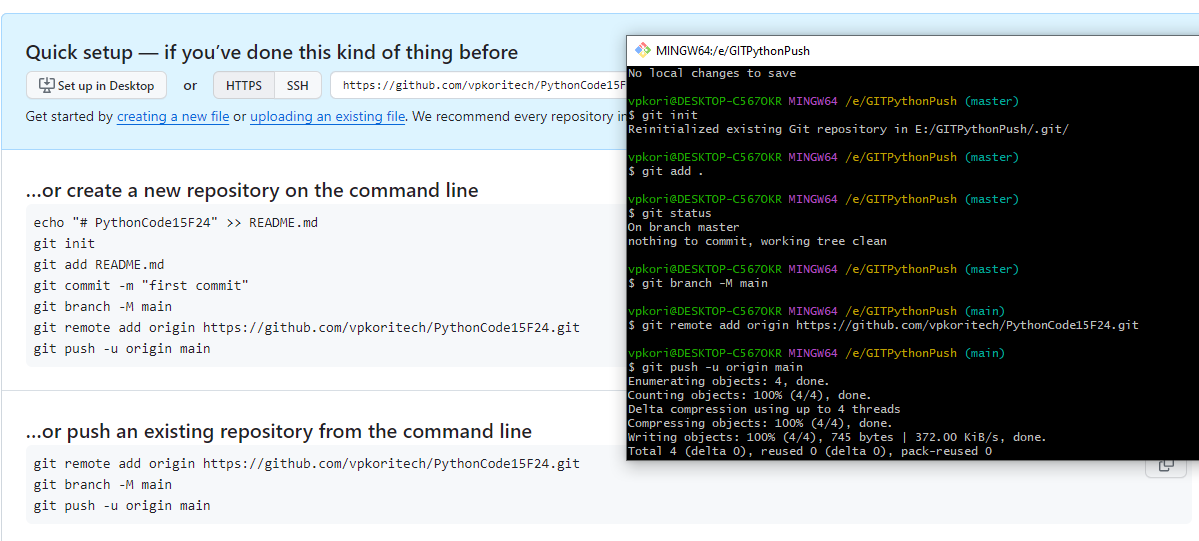 Quick setup — if you’ve done this kind of thing before
Set up in Desktop or HTTPS SSH https://github.com/vpkoritech/PythonCode15F
Get started by creating a new file or uploading an existing file. We recommend every repository in
...or create a new repository on the command line
echo "# PythonCode15F24" >> README.md
git init
git add README.md
git commit -m "first commit"
git branch -M main
git remote add origin https://github.com/vpkoritech/PythonCode15F24.git
git push -u origin main
...or push an existing repository from the command line
git remote add origin https://github.com/vpkoritech/PythonCode15F24.git
git branch -M main
git push -u origin main
MINGW64:/e/GITPythonPush
No local changes to save
vpkori@DESKTOP-C567OKR MINGW64 /e/GITPythonPush (master)
$ git init
Reinitialized existing Git repository in E:/GITPythonPush/.git/
vpkori@DESKTOP-C567OKR MINGW64 /e/GITPythonPush (master)
$ git add .
vpkori@DESKTOP-C567OKR MINGW64 /e/GITPythonPush (master)
$ git status
On branch master
nothing to commit, working tree clean
vpkori@DESKTOP-C567OKR MINGW64 /e/GITPythonPush (master)
$ git branch -M main
vpkori@DESKTOP-C567OKR MINGW64 /e/GITPythonPush (main)
$ git remote add origin https://github.com/vpkoritech/PythonCode15F24.git
vpkori@DESKTOP-C567OKR MINGW64 /e/GITPythonPush (main)
$ git push -u origin main
Enumerating objects: 4, done.
Counting objects: 100% (4/4), done.
Delta compression using up to 4 threads
Compressing objects: 100% (4/4), done.
Writing objects: 100% (4/4), 745 bytes | 372.00 KiB/s, done.
Total 4 (delta 0), reused 0 (delta 0), pack-reused 0